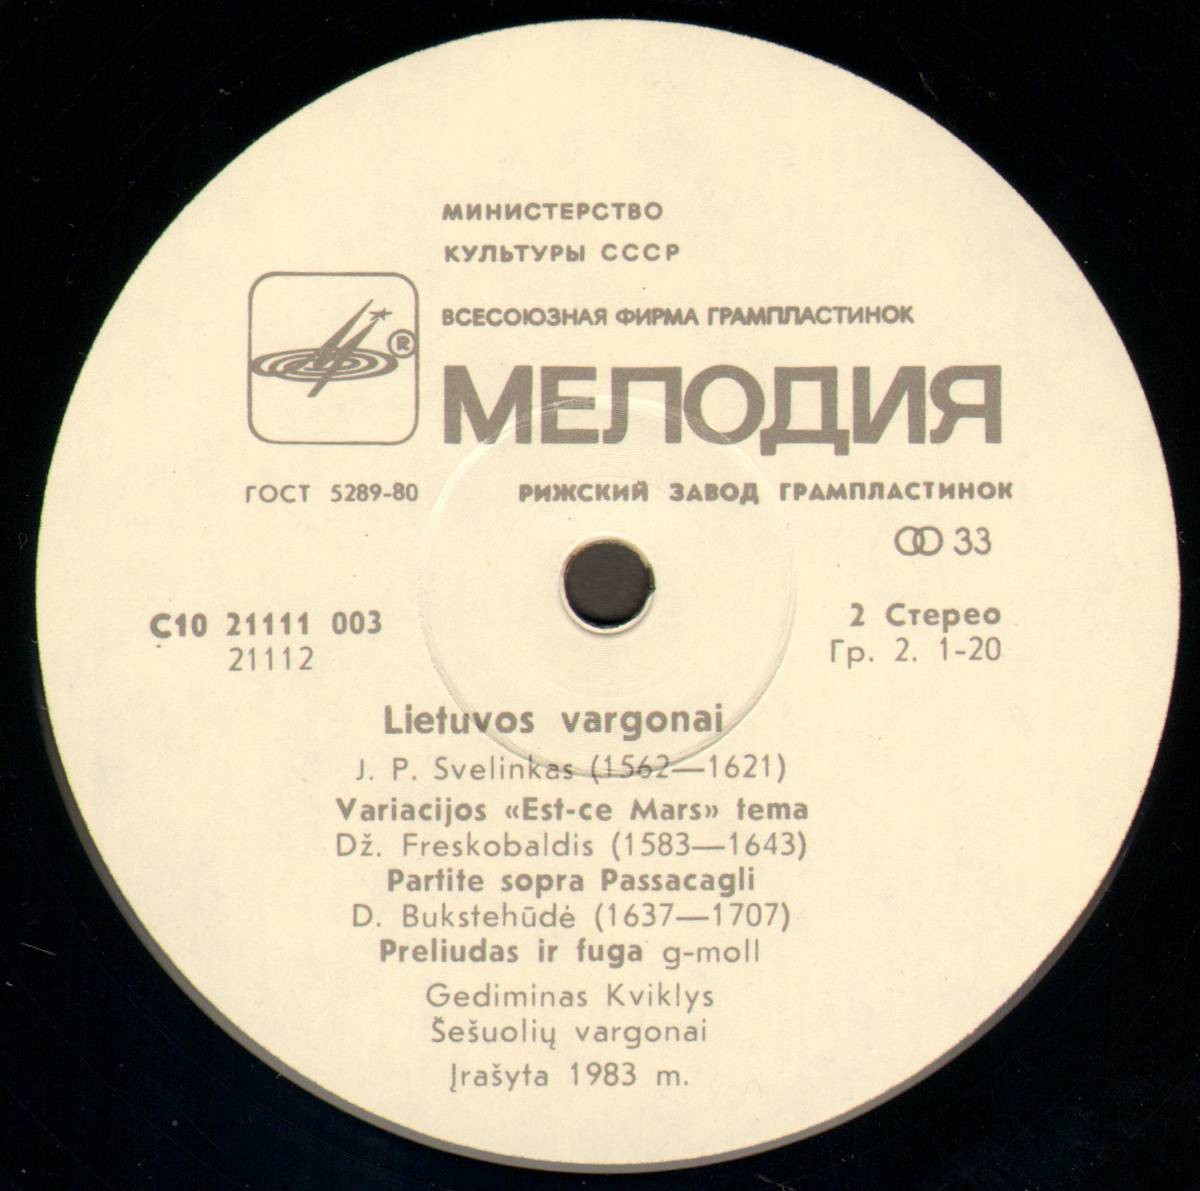 МИНИСТЕРСТВО
КУЛЬТУРЫ СССР
ВСЕСОЮЗНАЯ ФИРМА ГРАМПЛАСТИНОК
®
МЕЛОДИЯ
ГОСТ 5289-80
РИЖСКИЙ ЗАВОД ГРАМПЛАСТИНОК
33
С10 21111 003
21112
2 Стерео
Гр. 2. 1-20
Lietuvos vargonai
J. P. Svelinkas (1562—1621)
Variacijos «Est-ce Mars» tema
Dž. Freskobaldis (1583—1643)
Partite sopra Passacagli
D. Bukstehūdė (1637—1707)
Preliudas ir fuga g-moll
Gediminas Kviklys
Šešuolių vargonai
Įrašyta 1983 m.